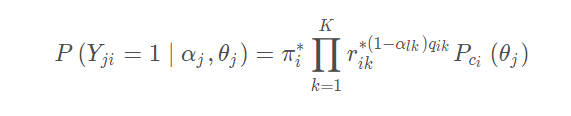 P (Y_{ji} = 1 | α_j, θ_j) = π_i^* ∏_{k=1}^{K} r_{ik}^{*(1-α_{lk})q_{ik}} P_{c_i} (θ_j)